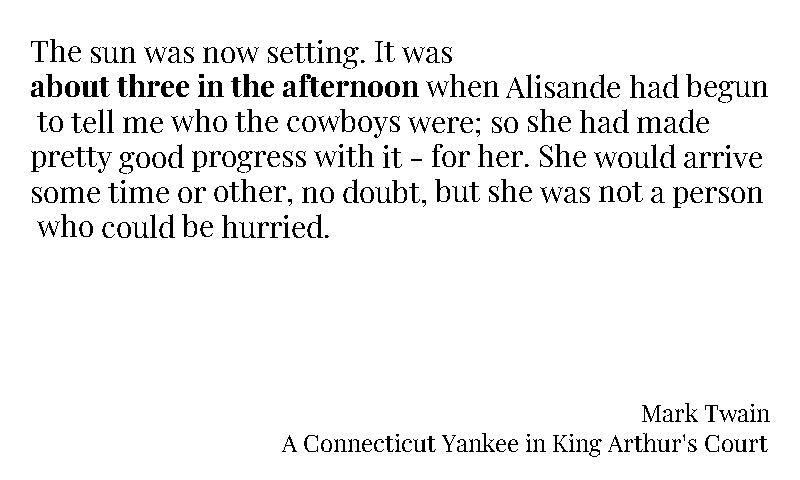 The sun was now setting. It was
about three in the afternoon when Alisande had begun
to tell me who the cowboys were; so she had made
pretty good progress with it - for her. She would arrive
some time or other, no doubt, but she was not a person
who could be hurried.
Mark Twain
A Connecticut Yankee in King Arthur's Court